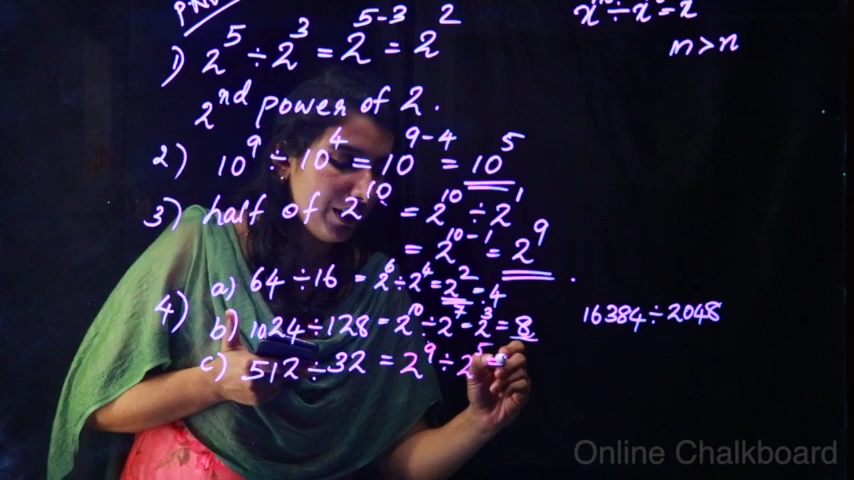 1) 2⁵ ÷ 2³ = 2⁵⁻³ = 2²
2ⁿᵈ power of 2.
2) 10⁹ ÷ 10⁴ = 10⁹⁻⁴ = 10⁵
3) half of 2¹⁰ = 2¹⁰ ÷ 2¹
= 2¹⁰⁻¹ = 2⁹
4) a) 64 ÷ 16 = 2⁶ ÷ 2⁴ = 2² = 4
b) 1024 ÷ 128 = 2¹⁰ ÷ 2⁷ = 2³ = 8
c) 512 ÷ 32 = 2⁹ ÷ 2⁵ =
m > n
16384 ÷ 2048
Online Chalkboard